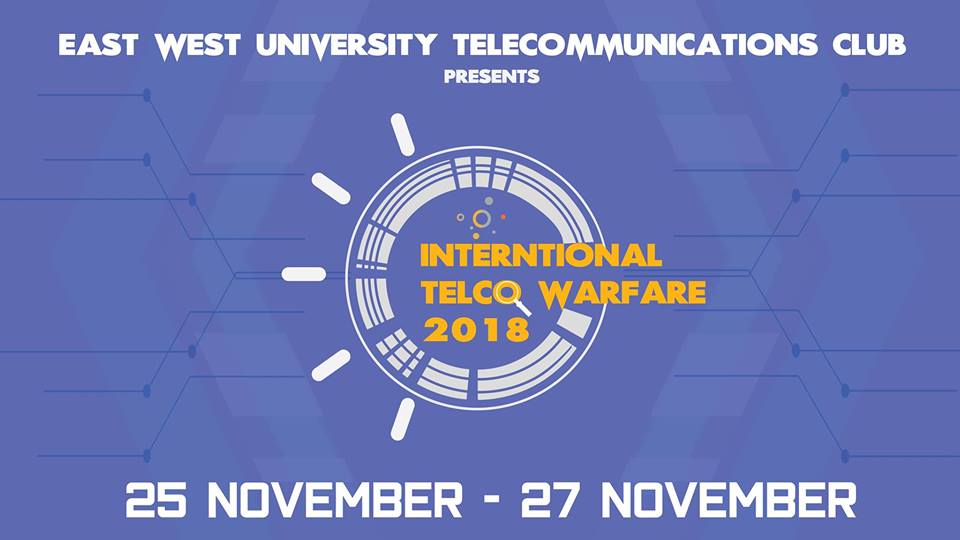 EAST WEST UNIVERSITY TELECOMMUNICATIONS CLUB
PRESENTS
INTERNTIONAL
TELCO WARFARE
2018
25 NOVEMBER - 27 NOVEMBER